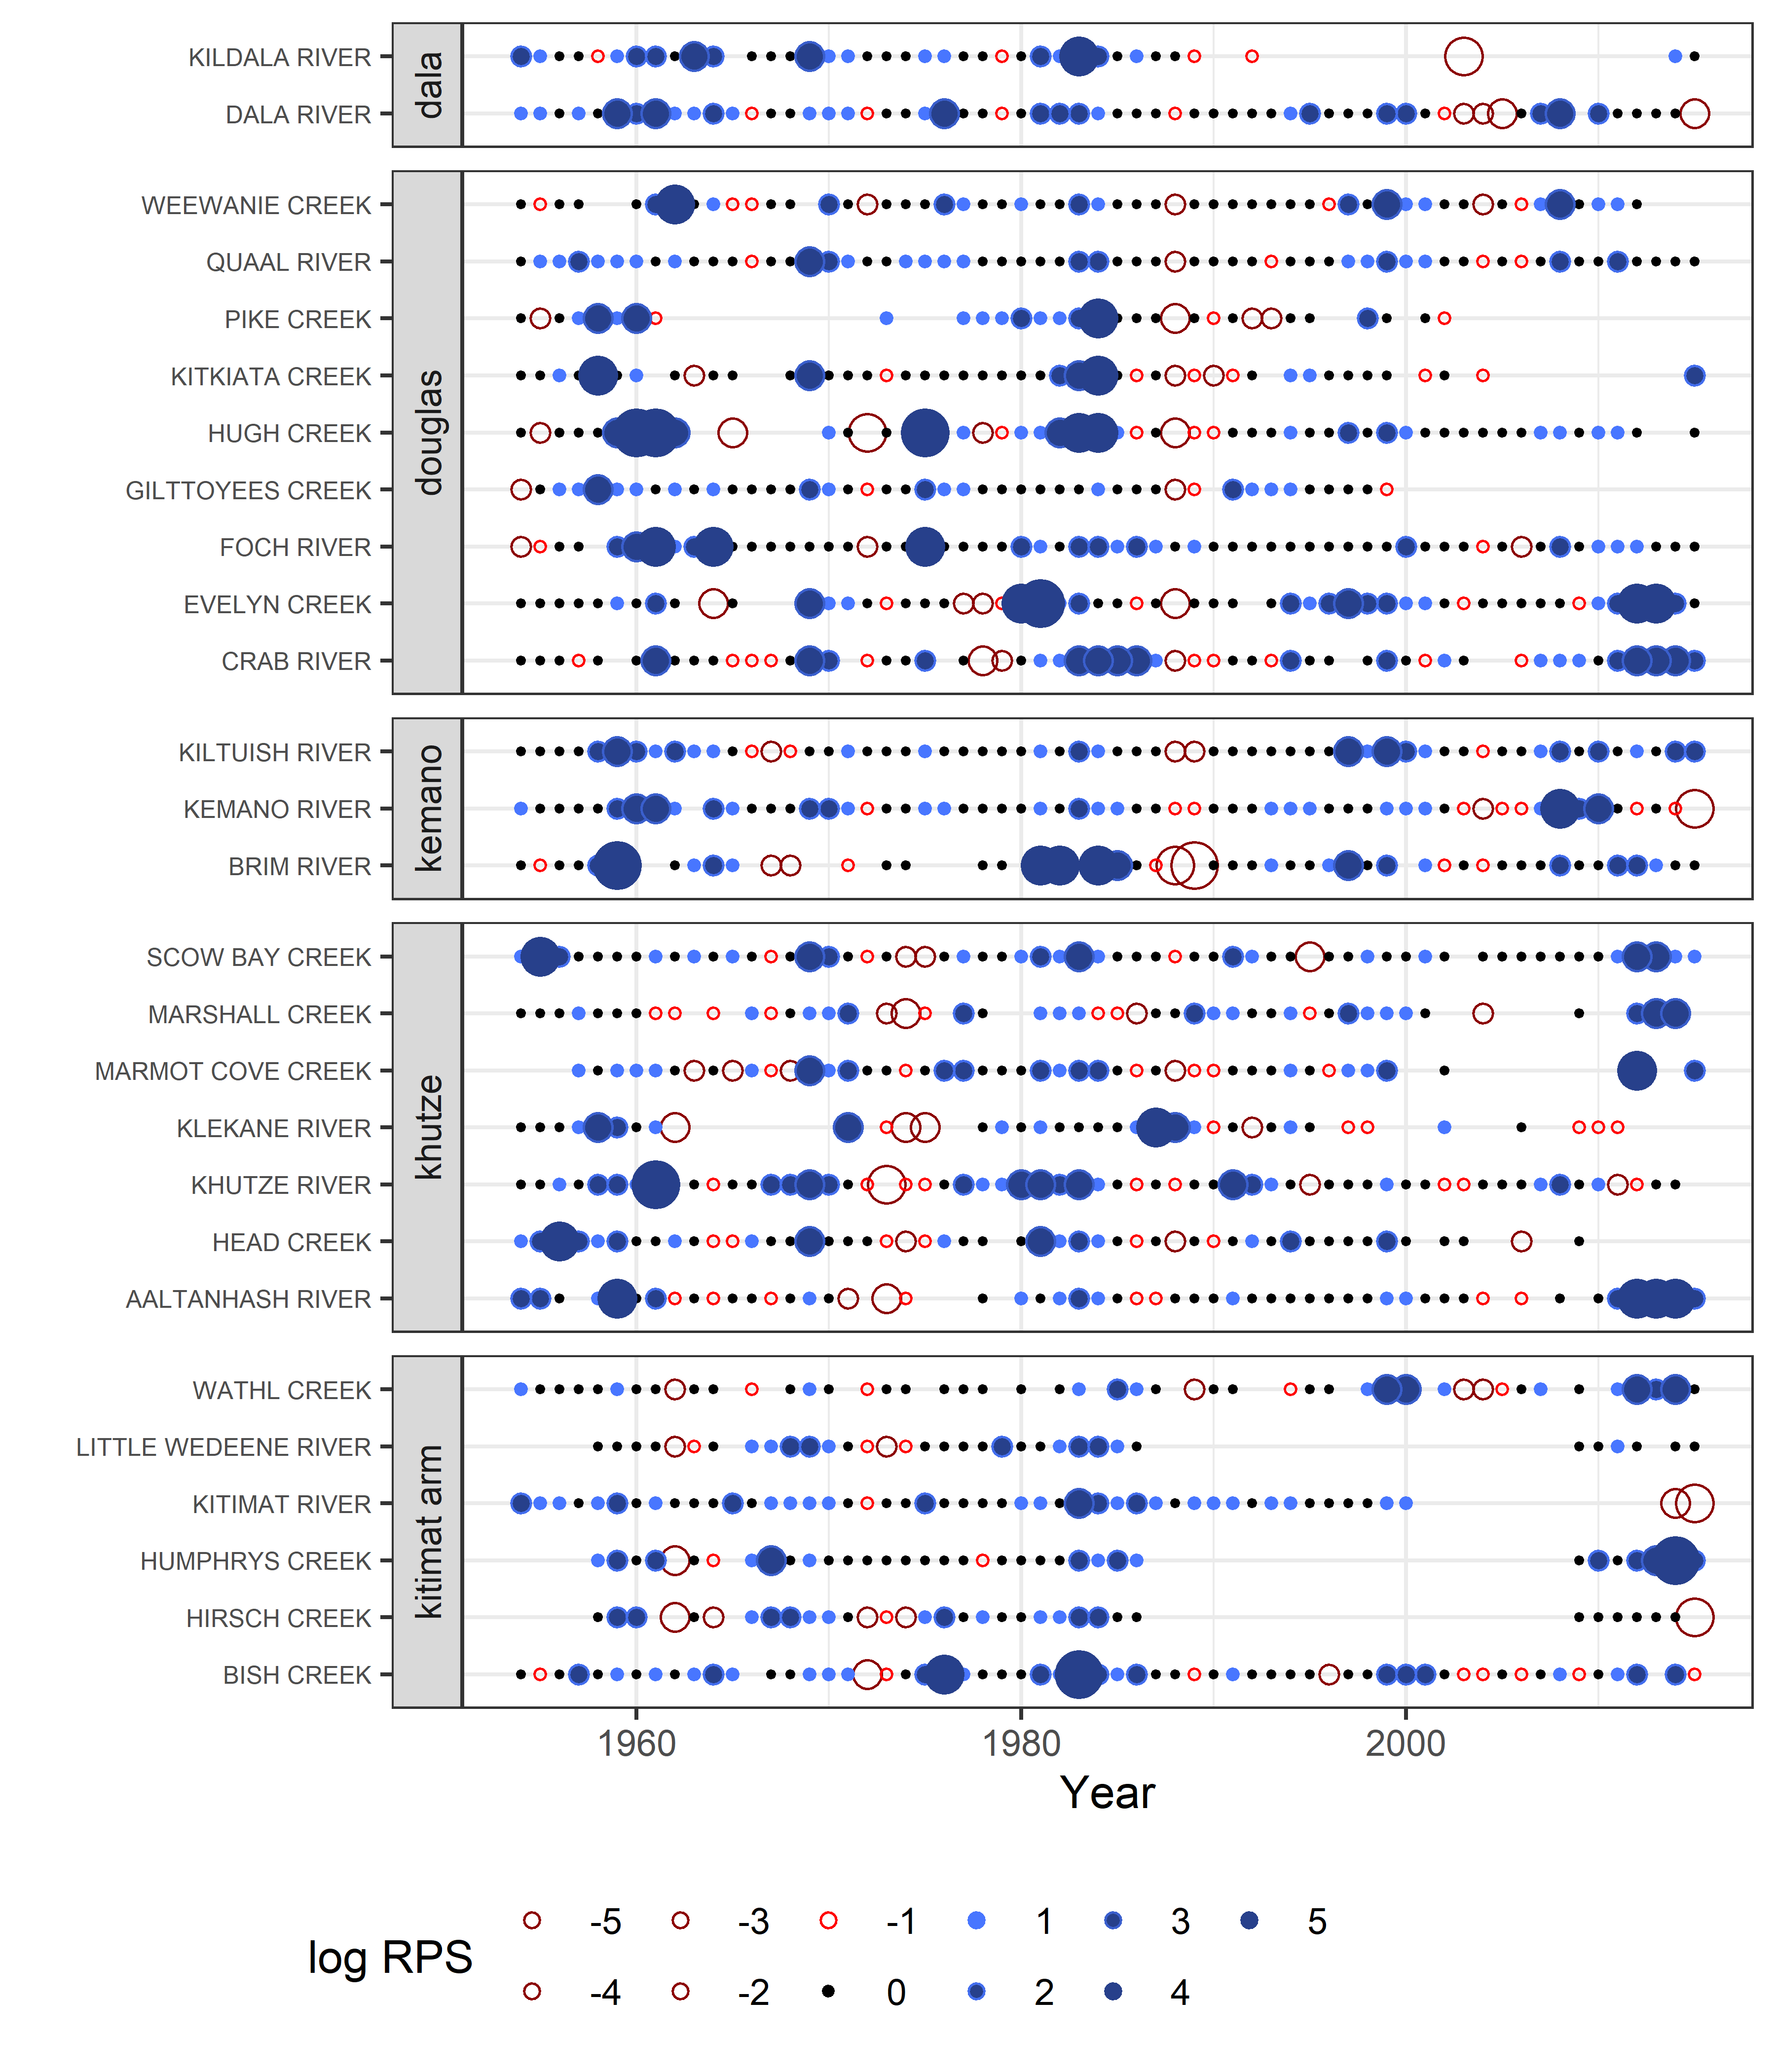 dala
KILDALA RIVER
DALA RIVER
douglas
WEEWANIE CREEK
QUAAL RIVER
PIKE CREEK
KITKIATA CREEK
HUGH CREEK
GILTTOYEES CREEK
FOCH RIVER
EVELYN CREEK
CRAB RIVER
kemano
KILTUISH RIVER
KEMANO RIVER
BRIM RIVER
khutze
SCOW BAY CREEK
MARSHALL CREEK
MARMOT COVE CREEK
KLEKANE RIVER
KHUTZE RIVER
HEAD CREEK
AALTANHASH RIVER
kitimat arm
WATHL CREEK
LITTLE WEDEENE RIVER
KITIMAT RIVER
HUMPHRYS CREEK
HIRSCH CREEK
BISH CREEK
1960 1980 2000
Year
log RPS
-5 -3 -1 1 3 5
-4 -2 0 2 4